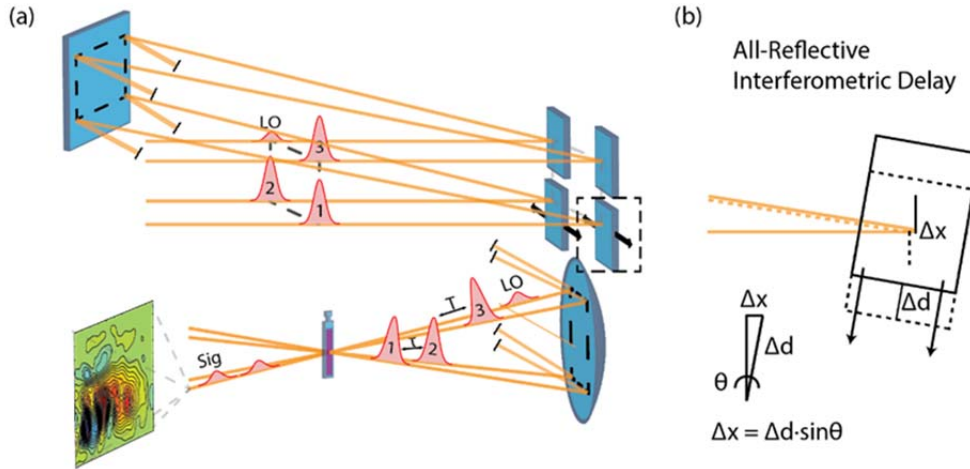 (a)
LO
3
2
1
LO
T
3
1
τ
2
Sig
(b)
All-Reflective
Interferometric Delay
Δx
Δd
Δx
Δd
θ
Δx = Δd·sinθ